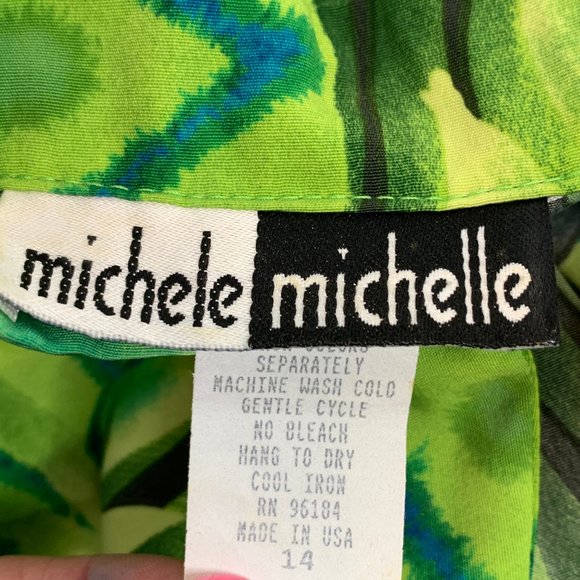 michele michelle
COLORS
SEPARATELY
MACHINE WASH COLD
GENTLE CYCLE
NO BLEACH
HANG TO DRY
COOL IRON
RN 96184
MADE IN USA
14